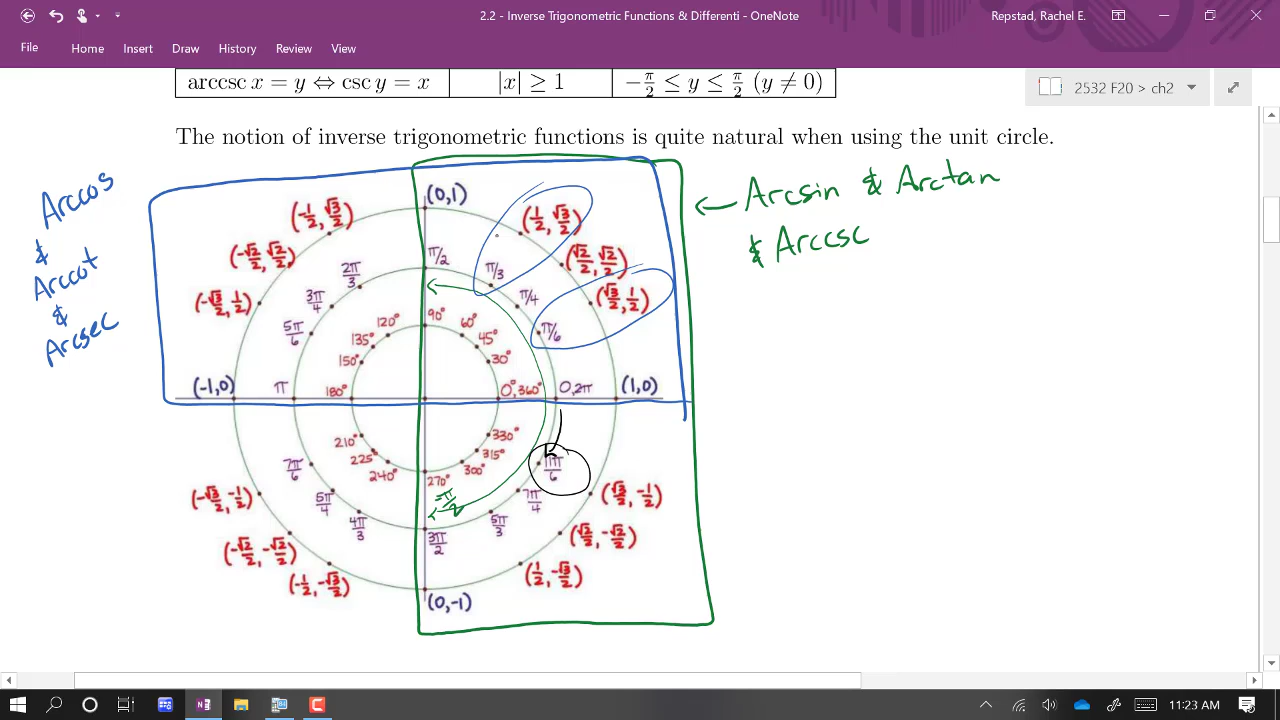 2.2 - Inverse Trigonometric Functions & Differenti - OneNote
Repstad, Rachel E.
File Home Insert Draw History Review View
arccsc x = y ⇔ csc y = x |x| ≥ 1 −π/2 ≤ y ≤ π/2 (y ≠ 0)
2532 F20 > ch2
The notion of inverse trigonometric functions is quite natural when using the unit circle.
Arccos
&
Arccot
&
Arcsec
← Arcsin & Arctan
& Arccsc
(0,1)
(-1/2, √3/2) (1/2, √3/2)
(-√2/2, √2/2) (√2/2, √2/2)
(-√3/2, 1/2) (√3/2, 1/2)
2π/3 π/2 π/3
3π/4 π/4
5π/6 π/6
120° 90° 60°
135° 45°
150° 30°
(-1,0) π 180° 0°, 360° 0,2π (1,0)
210° 330°
225° 315°
240° 270° 300°
7π/6 11π/6
5π/4 -π/2 7π/4
4π/3 3π/2 5π/3
(-√3/2, -1/2) (√3/2, -1/2)
(-√2/2, -√2/2) (√2/2, -√2/2)
(-1/2, -√3/2) (1/2, -√3/2)
(0,-1)
11:23 AM